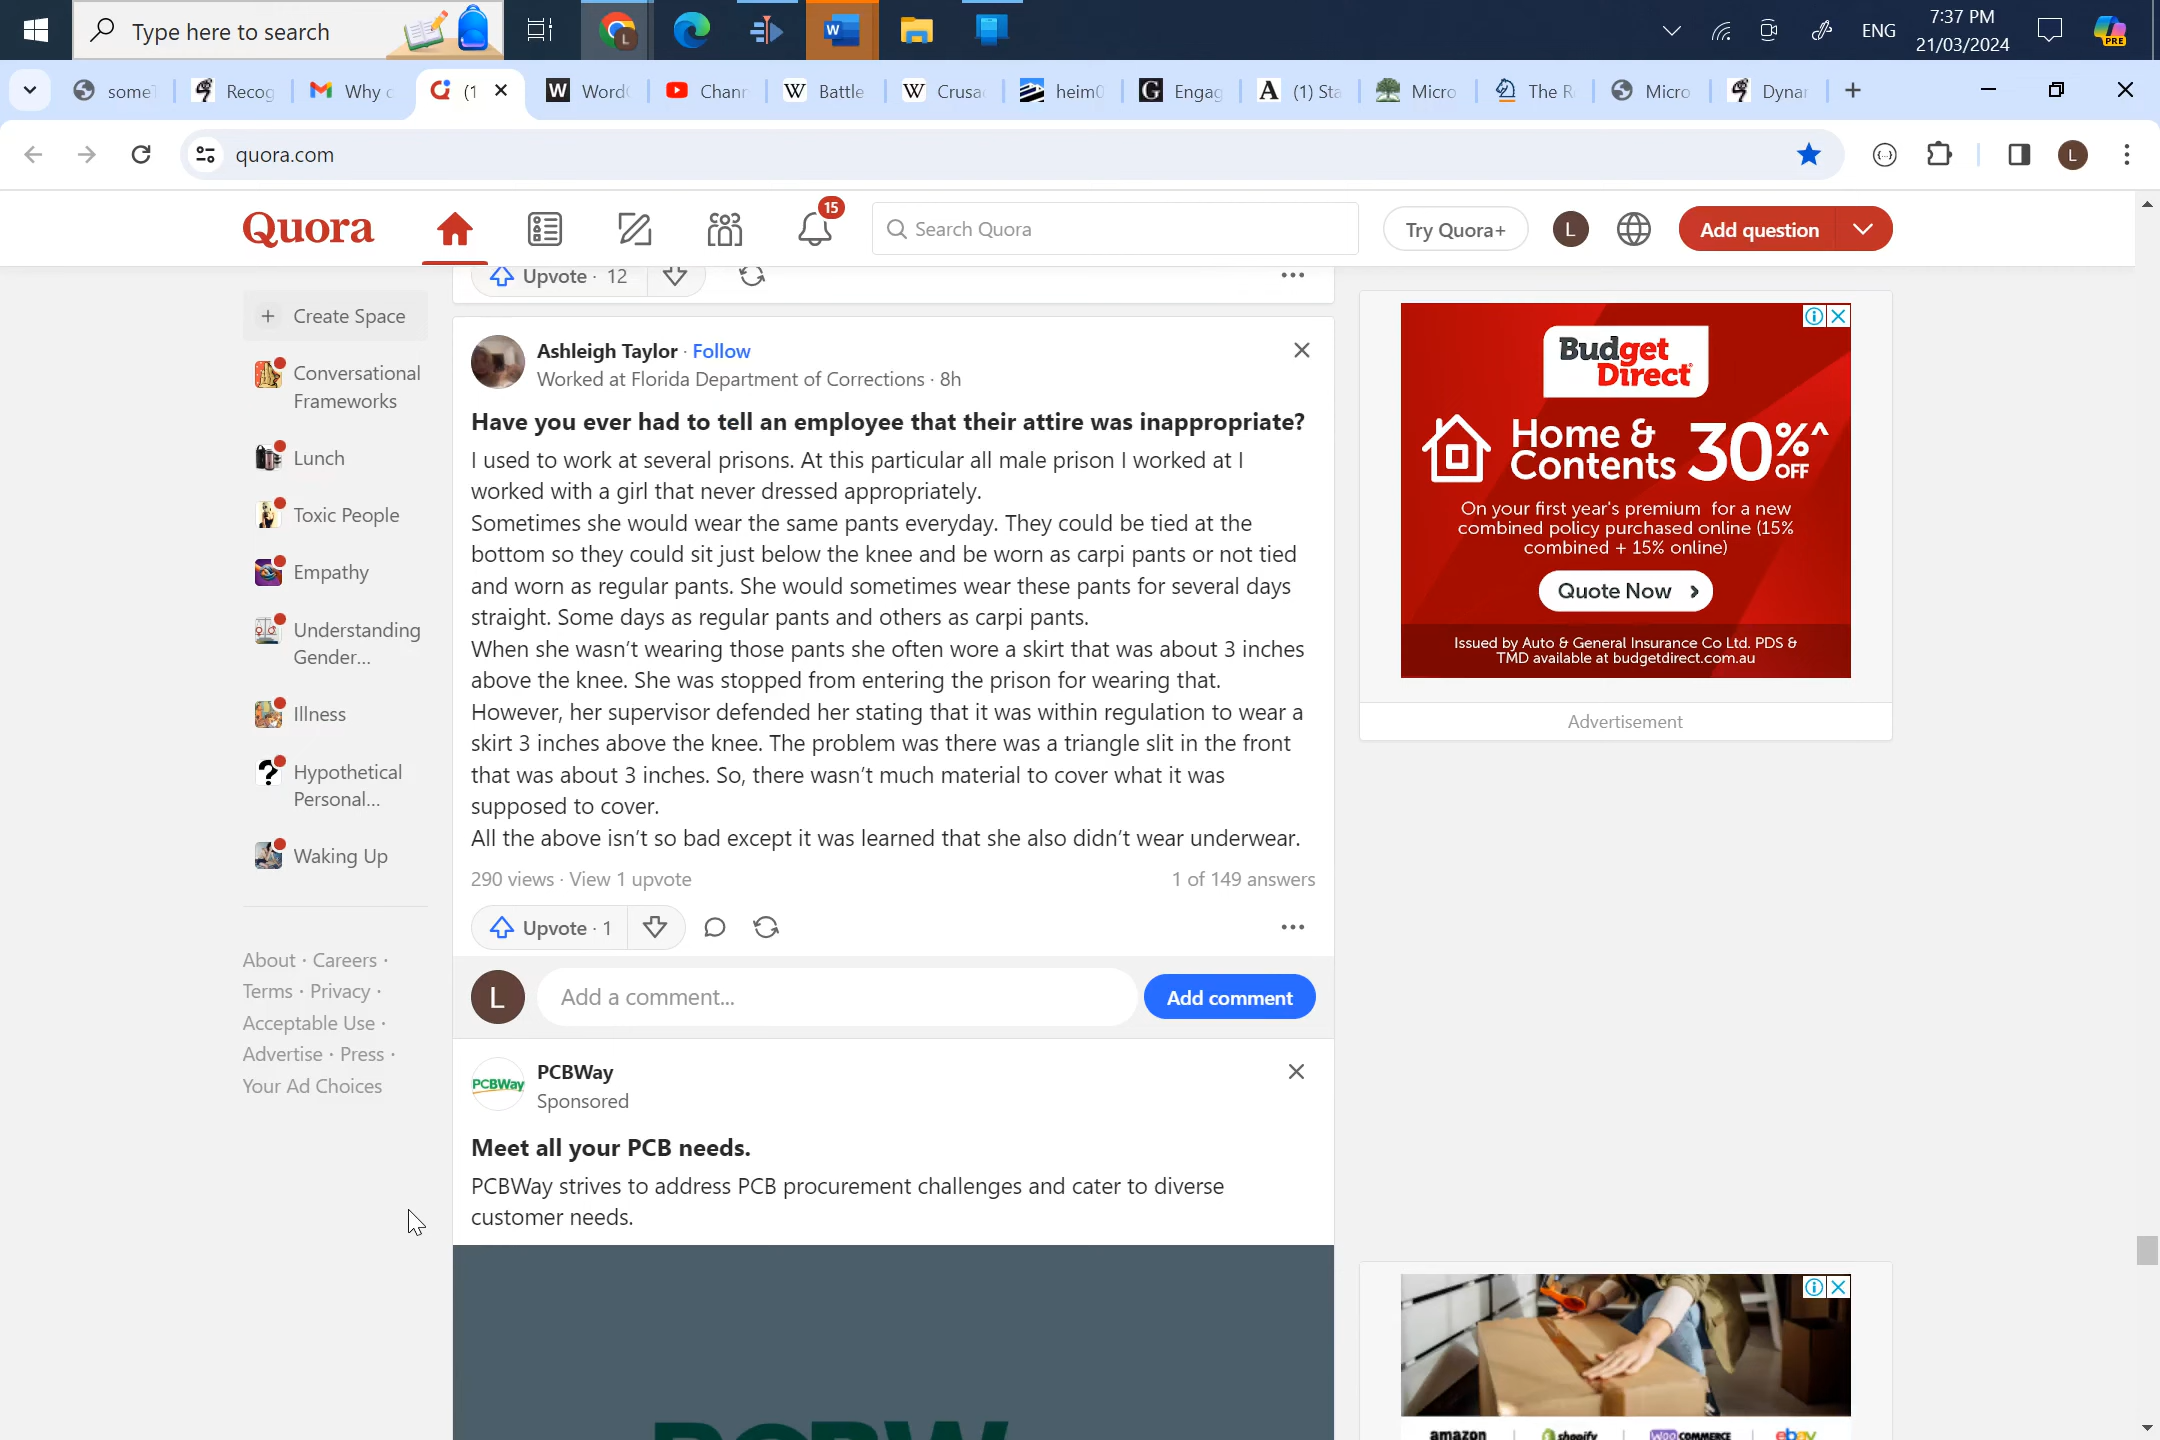 Type here to search
ENG
7:37 PM
21/03/2024
PRE
Recog
Why
(1
Word
Chan
Battle
Crusa
Engag
(1) Sta
Micro
The R
Micro
Dynar
quora.com
L
Quora
15
Search Quora
Try Quora+
L
Add question
Upvote · 12
Create Space
Conversational
Frameworks
Lunch
Toxic People
Empathy
Understanding
Gender...
Illness
Hypothetical
Personal...
Waking Up
About · Careers ·
Terms · Privacy ·
Acceptable Use ·
Advertise · Press ·
Your Ad Choices
Ashleigh Taylor · Follow
Worked at Florida Department of Corrections · 8h
Have you ever had to tell an employee that their attire was inappropriate?
I used to work at several prisons. At this particular all male prison I worked at I
worked with a girl that never dressed appropriately.
Sometimes she would wear the same pants everyday. They could be tied at the
bottom so they could sit just below the knee and be worn as carpi pants or not tied
and worn as regular pants. She would sometimes wear these pants for several days
straight. Some days as regular pants and others as carpi pants.
When she wasn’t wearing those pants she often wore a skirt that was about 3 inches
above the knee. She was stopped from entering the prison for wearing that.
However, her supervisor defended her stating that it was within regulation to wear a
skirt 3 inches above the knee. The problem was there was a triangle slit in the front
that was about 3 inches. So, there wasn’t much material to cover what it was
supposed to cover.
All the above isn’t so bad except it was learned that she also didn’t wear underwear.
290 views · View 1 upvote
1 of 149 answers
Upvote · 1
L
Add a comment...
Add comment
PCBWay
PCBWay
Sponsored
Meet all your PCB needs.
PCBWay strives to address PCB procurement challenges and cater to diverse
customer needs.
Budget
Direct
Home &
Contents
30%^
OFF
On your first year's premium for a new
combined policy purchased online (15%
combined + 15% online)
Quote Now
Issued by Auto & General Insurance Co Ltd. PDS &
TMD available at budgetdirect.com.au
Advertisement
amazon
shopify
WOO COMMERCE
ebay